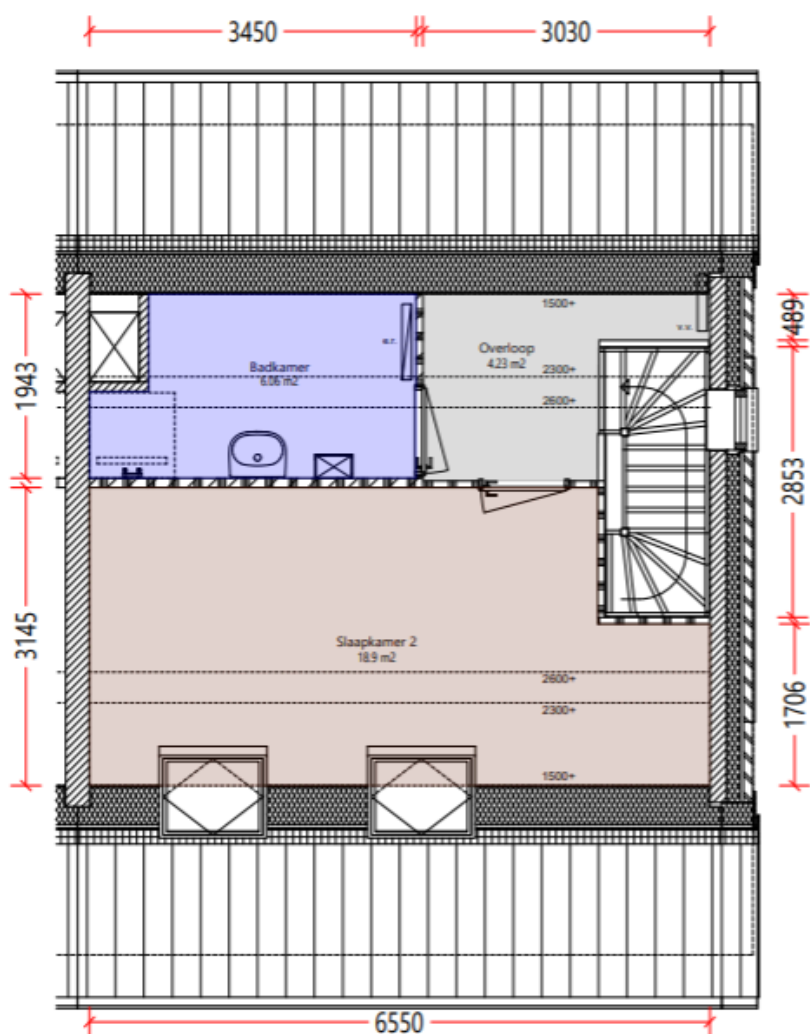 3450
3030
1943
489
1500+
v.v.
e.r.
Overloop
4.23 m2
Badkamer
6.06 m2
2300+
2600+
2853
3145
Slaapkamer 2
18.9 m2
2600+
2300+
1706
1500+
6550